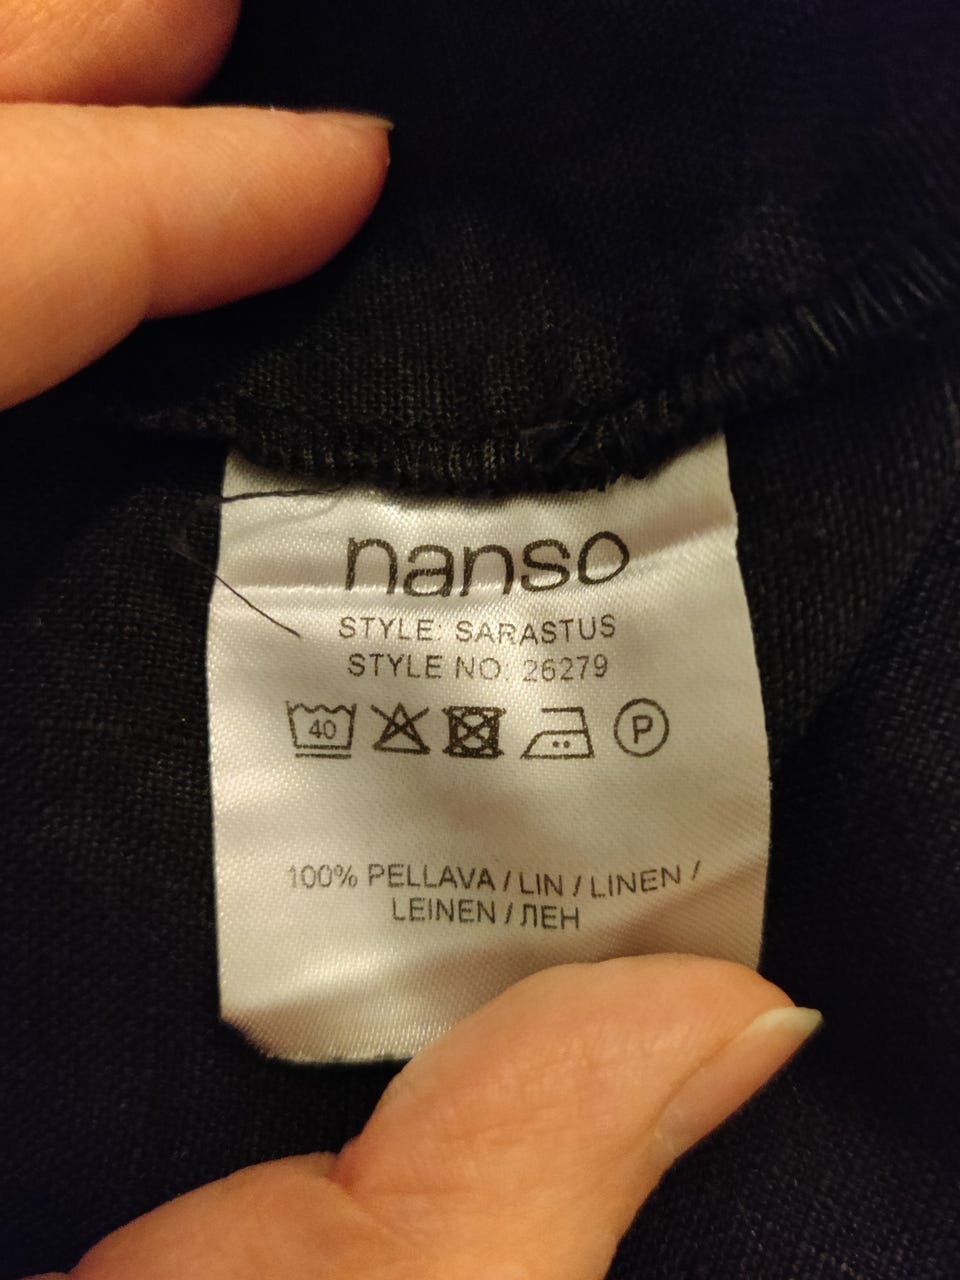 nanso
STYLE: SARASTUS
STYLE NO: 26279
40 P
100% PELLAVA / LIN / LINEN /
LEINEN / ЛЕН